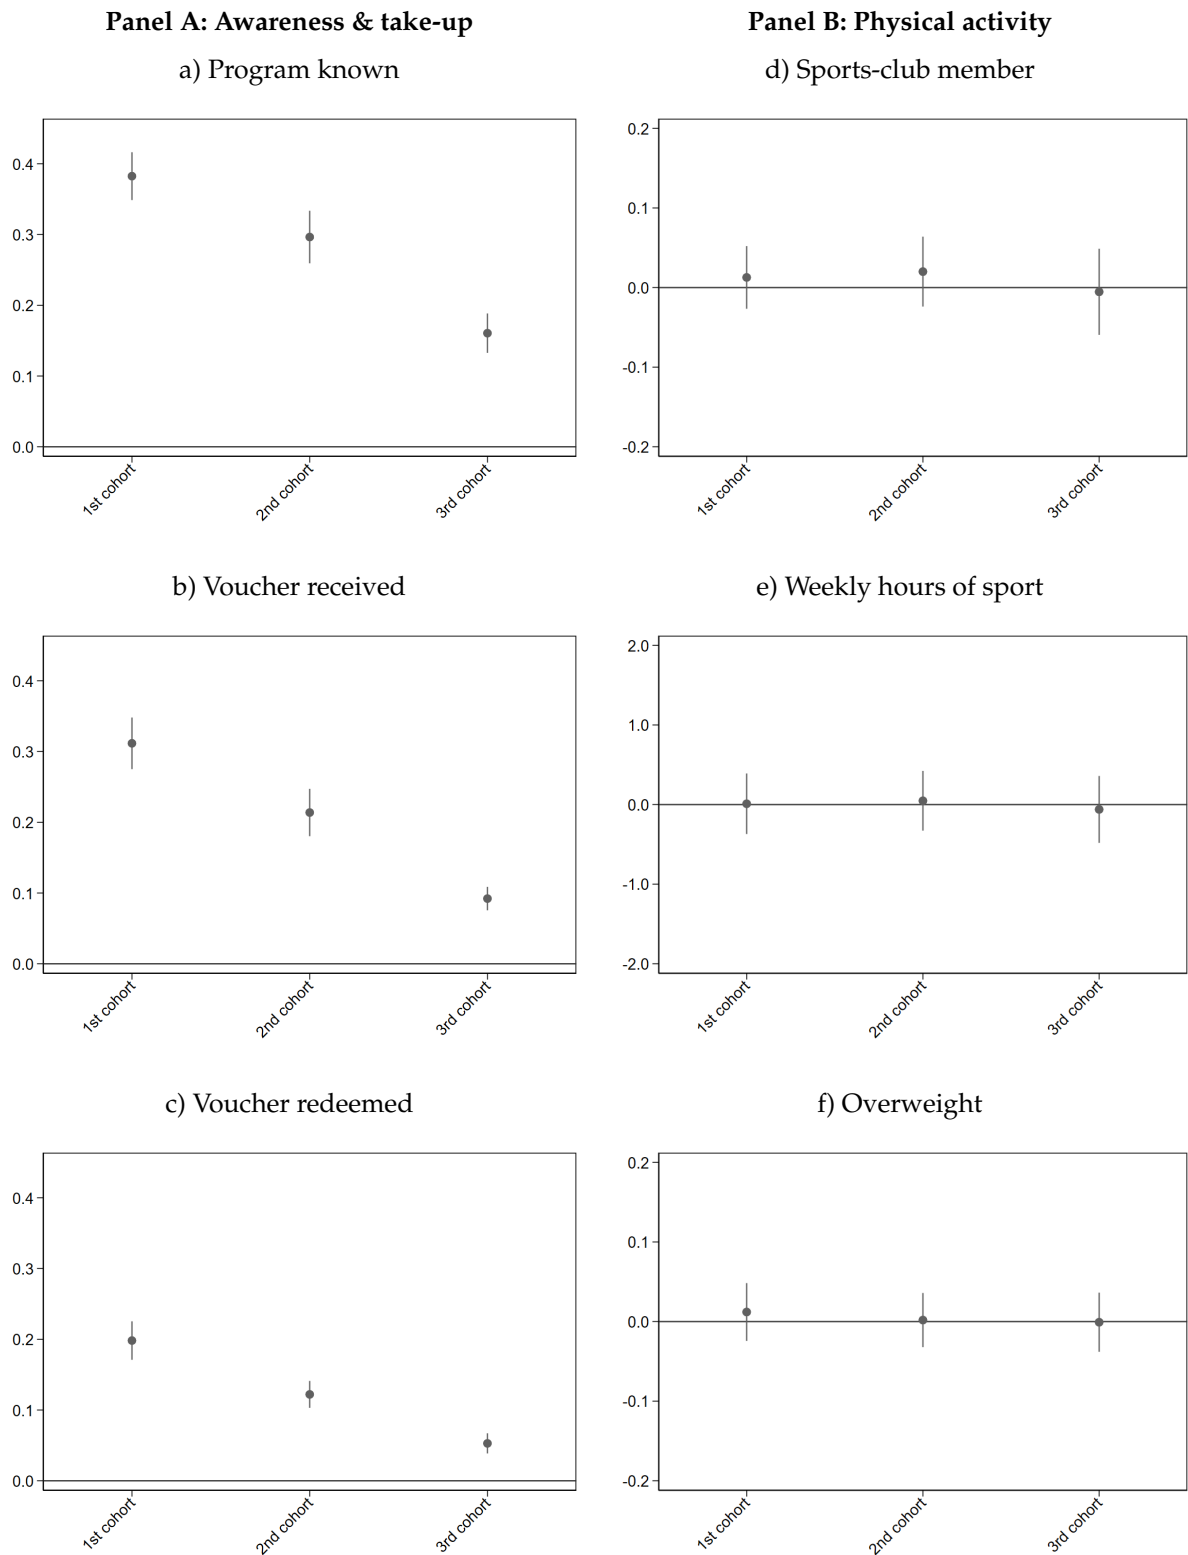 Panel A: Awareness & take-up
Panel B: Physical activity
a) Program known
d) Sports-club member
0.4
0.3
0.2
0.1
0.0
1st cohort
2nd cohort
3rd cohort
0.2
0.1
0.0
-0.1
-0.2
1st cohort
2nd cohort
3rd cohort
b) Voucher received
e) Weekly hours of sport
0.4
0.3
0.2
0.1
0.0
1st cohort
2nd cohort
3rd cohort
2.0
1.0
0.0
-1.0
-2.0
1st cohort
2nd cohort
3rd cohort
c) Voucher redeemed
f) Overweight
0.4
0.3
0.2
0.1
0.0
1st cohort
2nd cohort
3rd cohort
0.2
0.1
0.0
-0.1
-0.2
1st cohort
2nd cohort
3rd cohort